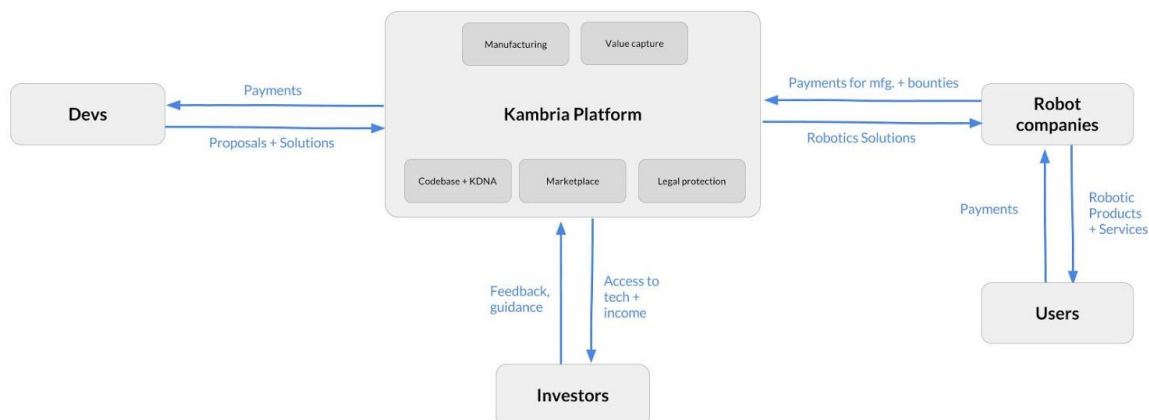 Manufacturing
Value capture
Kambria Platform
Codebase + KDNA
Marketplace
Legal protection
Devs
Payments
Proposals + Solutions
Payments for mfg. + bounties
Robotics Solutions
Robot
companies
Payments
Robotic
Products
+ Services
Users
Feedback,
guidance
Access to
tech +
income
Investors